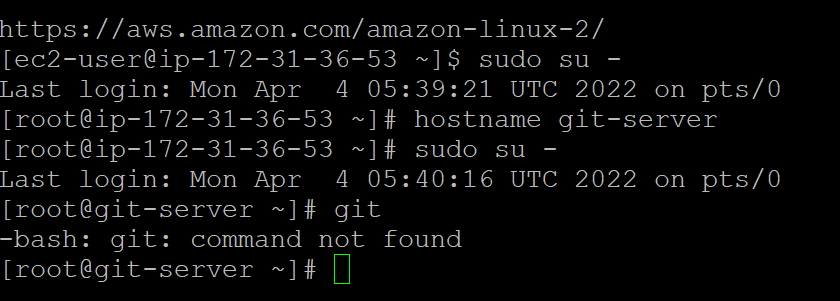 https://aws.amazon.com/amazon-linux-2/
[ec2-user@ip-172-31-36-53 ~]$ sudo su -
Last login: Mon Apr  4 05:39:21 UTC 2022 on pts/0
[root@ip-172-31-36-53 ~]# hostname git-server
[root@ip-172-31-36-53 ~]# sudo su -
Last login: Mon Apr  4 05:40:16 UTC 2022 on pts/0
[root@git-server ~]# git
-bash: git: command not found
[root@git-server ~]#